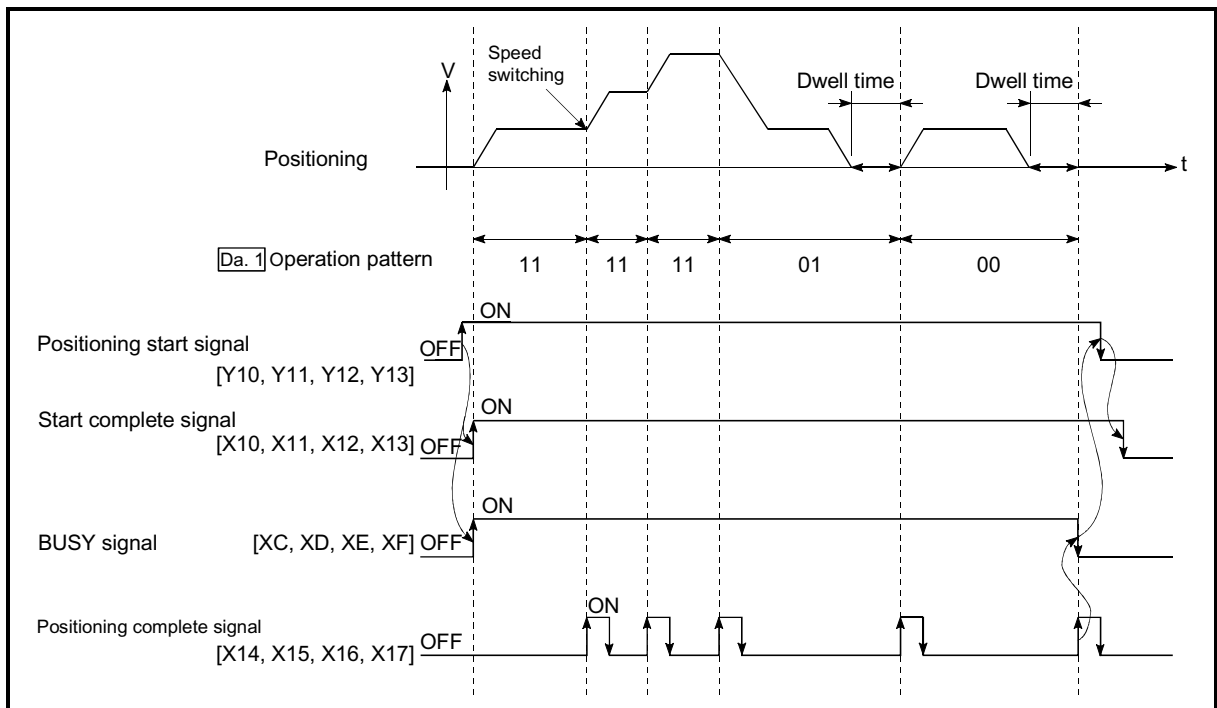 V
Speed
switching
Dwell time
Dwell time
Positioning
t
Da. 1 Operation pattern
11
11
11
01
00
ON
Positioning start signal
OFF
[Y10, Y11, Y12, Y13]
Start complete signal
ON
[X10, X11, X12, X13]
OFF
ON
BUSY signal
[XC, XD, XE, XF]
OFF
ON
Positioning complete signal
OFF
[X14, X15, X16, X17]